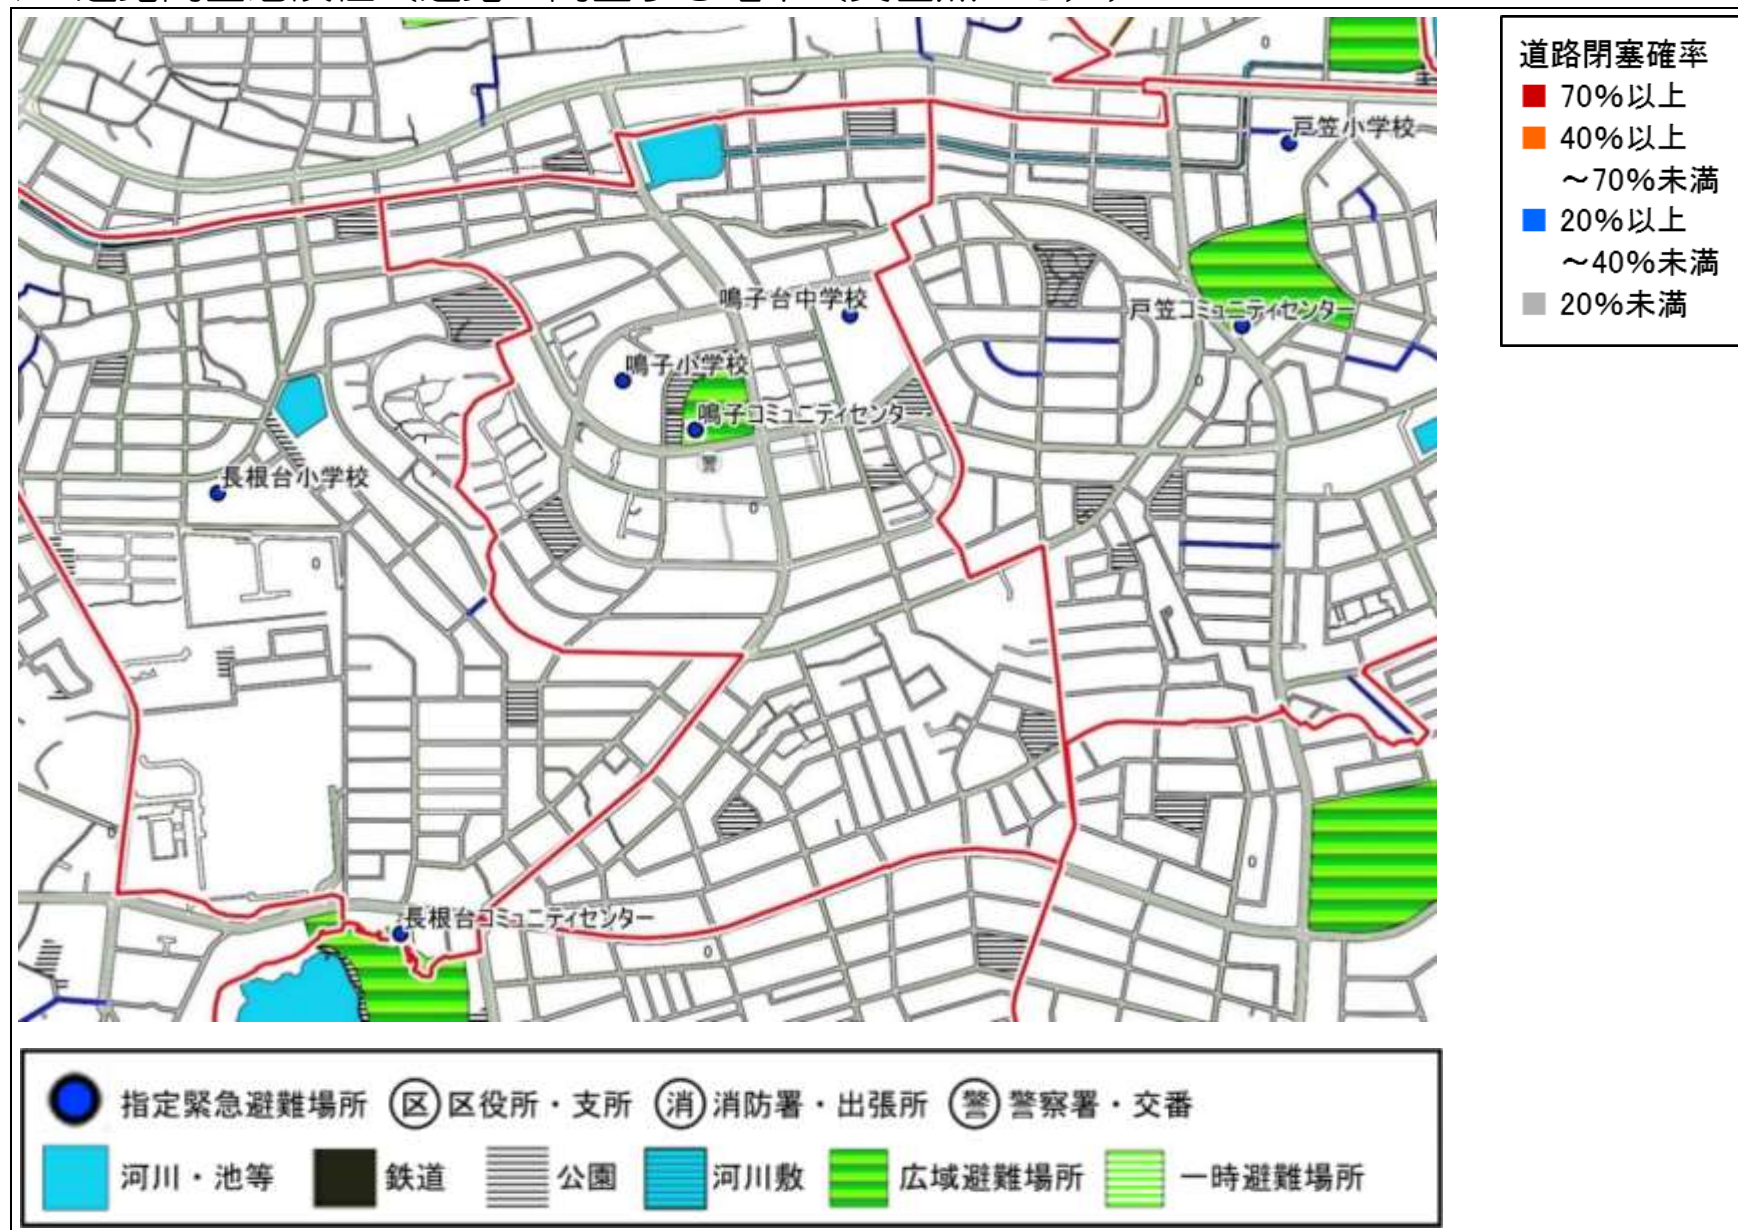 道路閉塞確率
70%以上
40%以上
～70%未満
20%以上
～40%未満
20%未満
戸笠小学校
鳴子台中学校
戸笠コミュニティセンター
鳴子小学校
鳴子コミュニティセンター
警
長根台小学校
長根台コミュニティセンター
指定緊急避難場所 区 区役所・支所 消 消防署・出張所 警 警察署・交番
河川・池等 鉄道 公園 河川敷 広域避難場所 一時避難場所